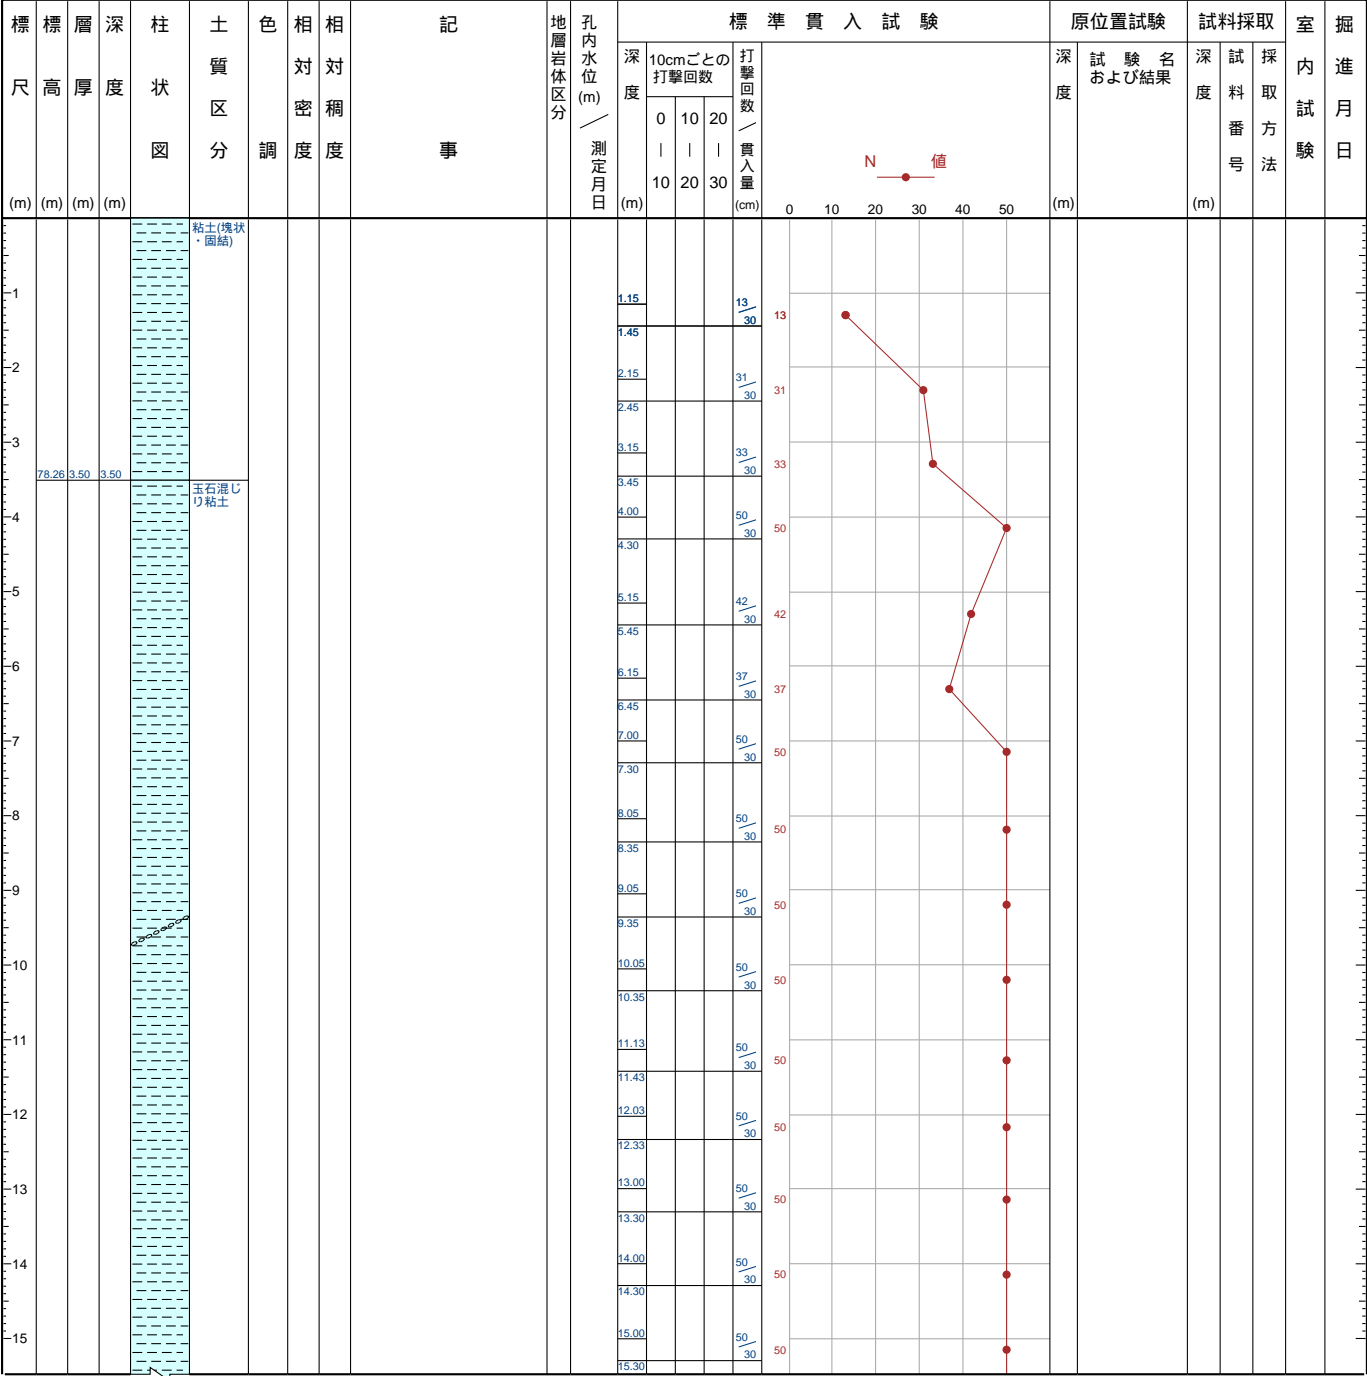 標尺(m)
標高(m)
層厚(m)
深度(m)
柱状図
土質区分
色調
相対密度
相対稠度
記事
地層岩体区分
孔内水位(m)/測定月日
標準貫入試験
深度(m)
10cmごとの
打撃回数
0 10 20
| | |
10 20 30
打撃回数/貫入量(cm)
N 値
0 10 20 30 40 50
原位置試験
深度(m)
試験名
および結果
試料採取
深度(m)
試料番号
採取方法
室内試験
掘進月日
粘土(塊状
・固結)
1
1.15 13
30 13
1.45
2
2.15 31
30 31
2.45
3
3.15 33
30 33
78.26 3.50 3.50
3.45
玉石混じ
り粘土
4
4.00 50
30 50
4.30
5
5.15 42
30 42
5.45
6
6.15 37
30 37
6.45
7
7.00 50
30 50
7.30
8
8.05 50
30 50
8.35
9
9.05 50
30 50
9.35
10
10.05 50
30 50
10.35
11
11.13 50
30 50
11.43
12
12.03 50
30 50
12.33
13
13.00 50
30 50
13.30
14
14.00 50
30 50
14.30
15
15.00 50
30 50
15.30